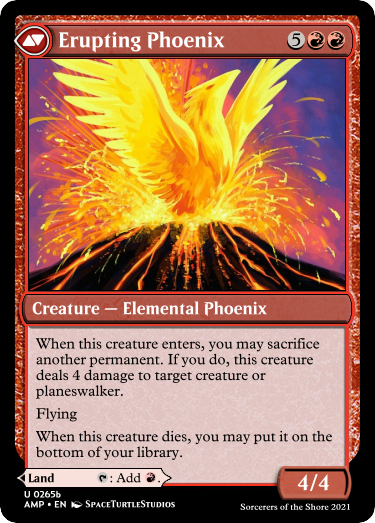 Erupting Phoenix 5
Creature — Elemental Phoenix
When this creature enters, you may sacrifice
another permanent. If you do, this creature
deals 4 damage to target creature or
planeswalker.
Flying
When this creature dies, you may put it on the
bottom of your library.
Land : Add .
4/4
U 0265b
AMP • EN SpaceTurtleStudios
Sorcerers of the Shore 2021